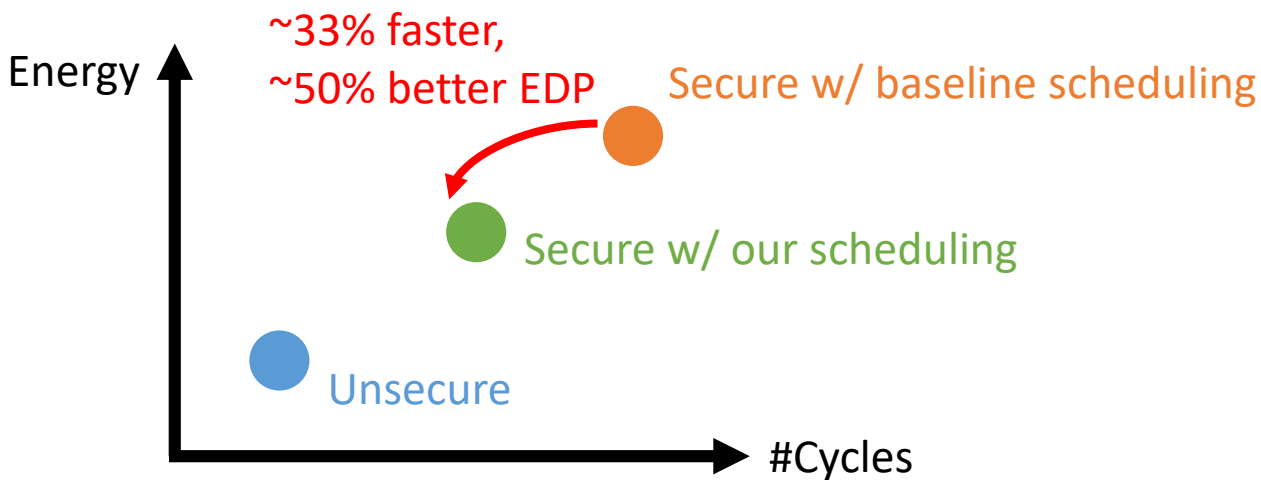 ~33% faster,
~50% better EDP
Energy
Secure w/ baseline scheduling
Secure w/ our scheduling
Unsecure
#Cycles